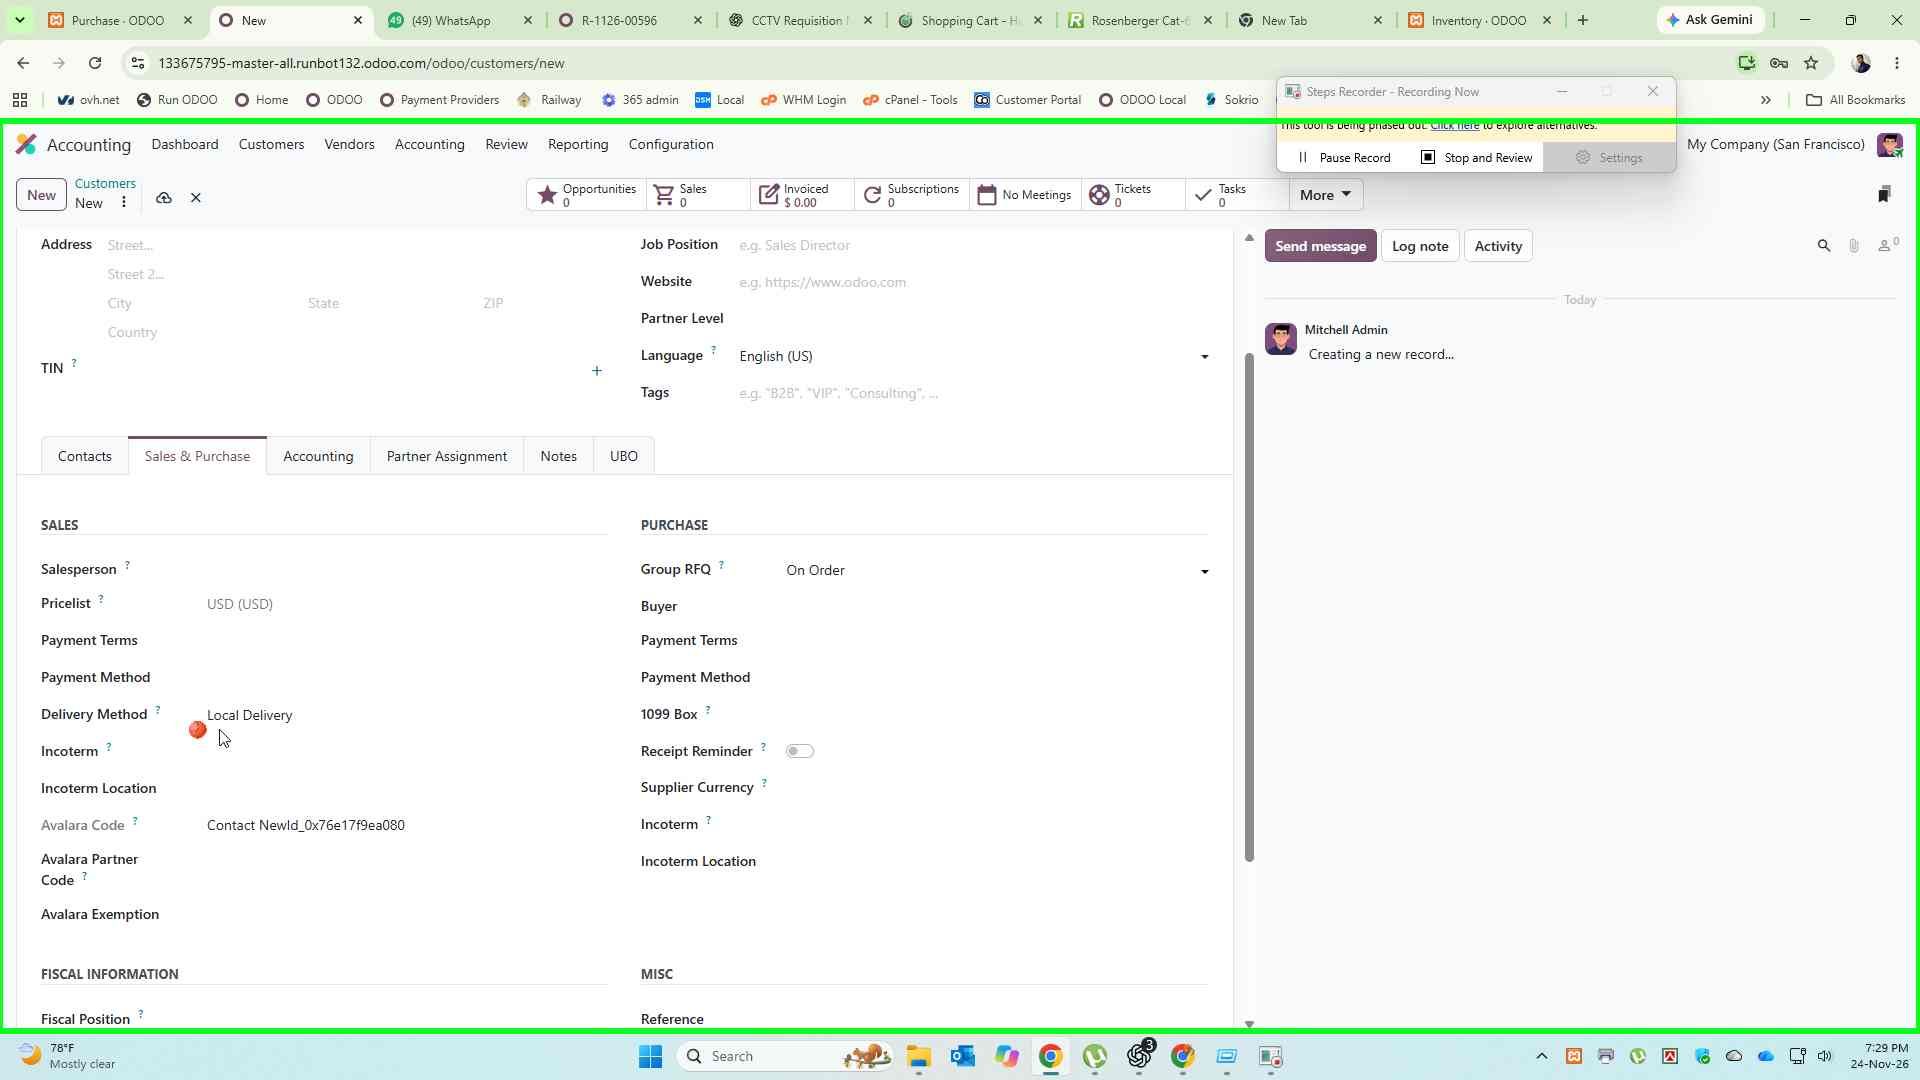 Purchase · ODOO
New
(49) WhatsApp
R-1126-00596
CCTV Requisition
Shopping Cart - H
Rosenberger Cat-6
New Tab
Inventory · ODOO
Ask Gemini
133675795-master-all.runbot132.odoo.com/odoo/customers/new
ovh.net
Run ODOO
Home
ODOO
Payment Providers
Railway
365 admin
Local
WHM Login
cPanel - Tools
Customer Portal
ODOO Local
Sokrio
All Bookmarks
Steps Recorder - Recording Now
This tool is being phased out. Click here to explore alternatives.
Pause Record
Stop and Review
Settings
Accounting
Dashboard
Customers
Vendors
Accounting
Review
Reporting
Configuration
My Company (San Francisco)
New
Customers
New
Opportunities
0
Sales
0
Invoiced
$ 0.00
Subscriptions
0
No Meetings
Tickets
0
Tasks
0
More
Address
Street...
Street 2...
City
State
ZIP
Country
TIN ?
Job Position
e.g. Sales Director
Website
e.g. https://www.odoo.com
Partner Level
Language ?
English (US)
Tags
e.g. "B2B", "VIP", "Consulting", ...
Send message
Log note
Activity
0
Today
Mitchell Admin
Creating a new record...
Contacts
Sales & Purchase
Accounting
Partner Assignment
Notes
UBO
SALES
Salesperson ?
Pricelist ?
USD (USD)
Payment Terms
Payment Method
Delivery Method ?
Local Delivery
Incoterm ?
Incoterm Location
Avalara Code ?
Contact NewId_0x76e17f9ea080
Avalara Partner
Code ?
Avalara Exemption
PURCHASE
Group RFQ ?
On Order
Buyer
Payment Terms
Payment Method
1099 Box ?
Receipt Reminder ?
Supplier Currency ?
Incoterm ?
Incoterm Location
FISCAL INFORMATION
Fiscal Position ?
MISC
Reference
78°F
Mostly clear
Search
3
7:29 PM
24-Nov-26